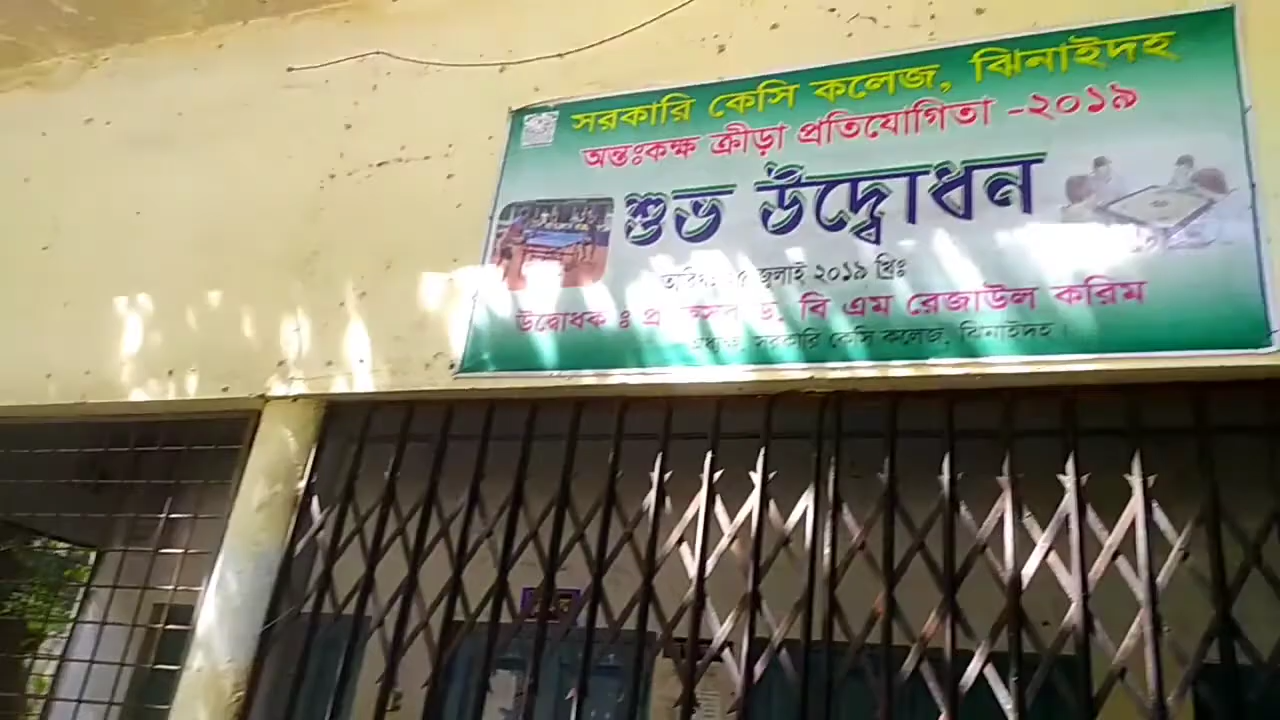 সরকারি কেসি কলেজ, ঝিনাইদহ
অন্তঃকক্ষ ক্রীড়া প্রতিযোগিতা -২০১৯
শুভ উদ্বোধন
জুলাই ২০১৯ খ্রিঃ
উদ্বোধক ঃ ড. বি এম রেজাউল করিম
সরকারি কেসি কলেজ, ঝিনাইদহ।